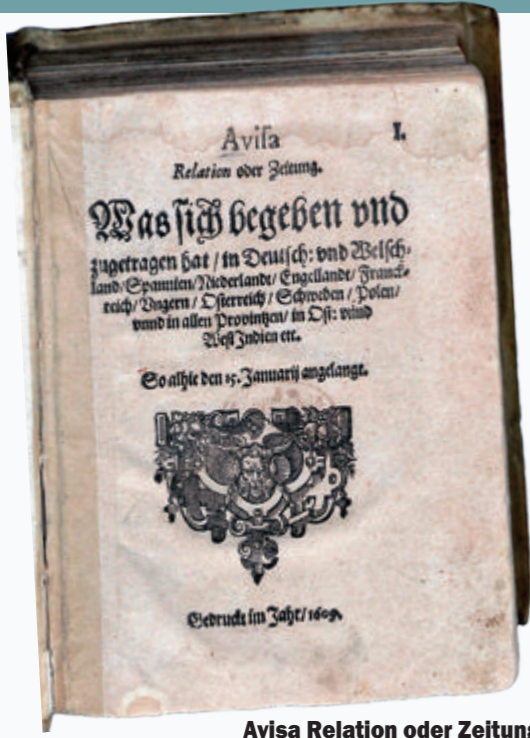 Aviſa
I.
Relation oder Zeitung.
Was ſich begeben vnd
zugetragen hat / in Deutſch: vnd Welſch-
land / Spannien / Niederlandt / Engellandt / Franck-
reich / Vngern / Oſterreich / Schweden / Polen /
vnnd in allen Provintzen / in Oſt: vnnd
Weſt Indien etc.
So alhie den 15. Januarij angelangt.
Gedruckt im Jahr / 1609.
Avisa Relation oder Zeitung